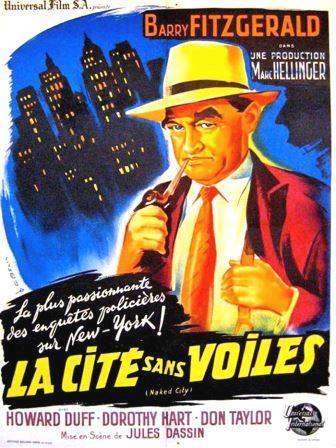 Universal Film S.A. présente
BARRY FITZGERALD
DANS
UNE PRODUCTION
MARC HELLINGER
La plus passionnante
des enquêtes policières
sur New-York!
LA CITÉ SANS VOILES
(Naked City)
AVEC
HOWARD DUFF - DOROTHY HART - DON TAYLOR
Mise en Scène de JULES DASSIN
Universal
International